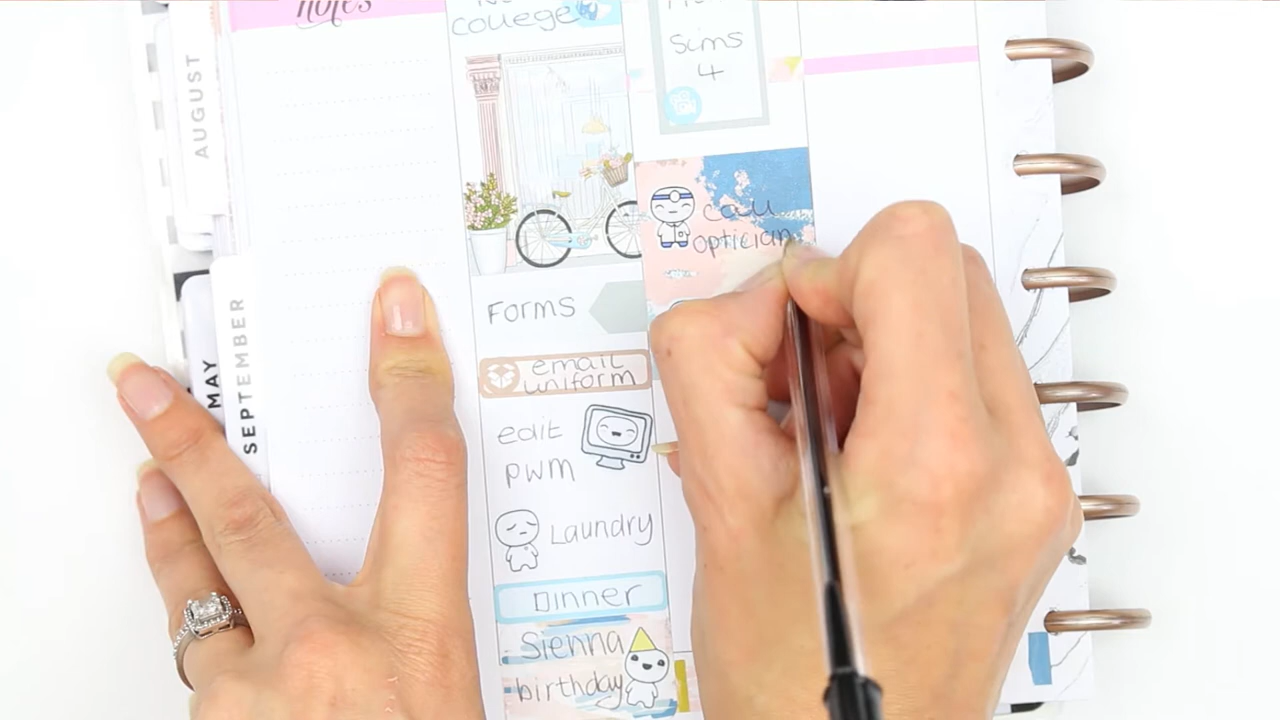 notes
AUGUST
MAY
SEPTEMBER
college
Forms
email
uniform
edit
pwm
Laundry
Dinner
Sienna
birthday
Sims
4
call
optician